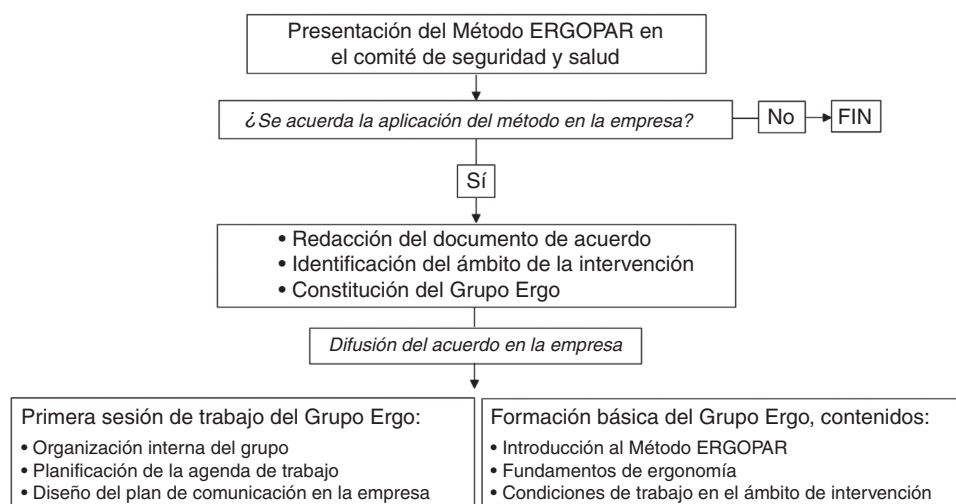 Presentación del Método ERGOPAR en
el comité de seguridad y salud
¿Se acuerda la aplicación del método en la empresa?
No
FIN
Sí
• Redacción del documento de acuerdo
• Identificación del ámbito de la intervención
• Constitución del Grupo Ergo
Difusión del acuerdo en la empresa
Primera sesión de trabajo del Grupo Ergo:
• Organización interna del grupo
• Planificación de la agenda de trabajo
• Diseño del plan de comunicación en la empresa
Formación básica del Grupo Ergo, contenidos:
• Introducción al Método ERGOPAR
• Fundamentos de ergonomía
• Condiciones de trabajo en el ámbito de intervención